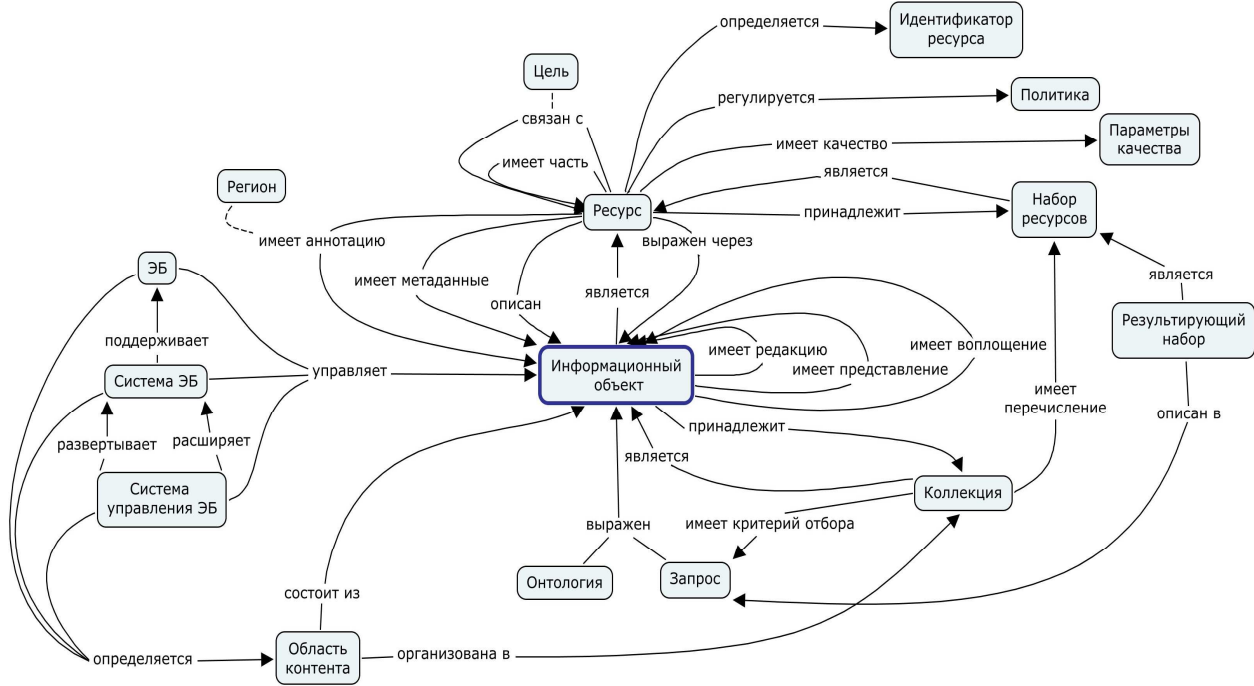 определяется
Идентификатор
ресурса
Цель
регулируется
Политика
связан с
имеет качество
Параметры
качества
имеет часть
является
Регион
Ресурс
принадлежит
Набор
ресурсов
имеет аннотацию
выражен через
ЭБ
имеет метаданные
описан
является
является
Результирующий
набор
поддерживает
имеет редакцию
имеет воплощение
имеет представление
Информационный
объект
Система ЭБ
управляет
имеет
перечисление
описан в
развертывает
расширяет
принадлежит
является
Система
управления ЭБ
Коллекция
выражен
имеет критерий отбора
Онтология
Запрос
состоит из
определяется
Область
контента
организована в